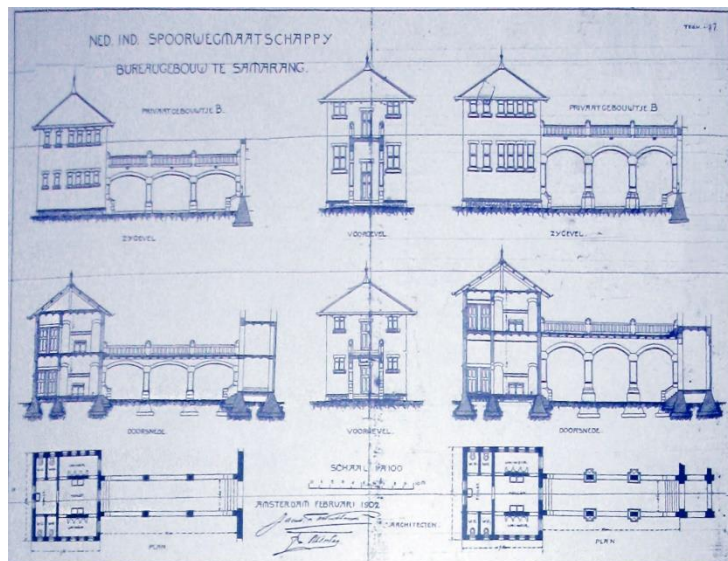 NED. IND. SPOORWEGMAATSCHAPPY
BUREAUGEBOUW TE SAMARANG.
PRIVAATGEBOUWTJE B.
PRIVAATGEBOUWTJE B
ZYGEVEL
VOORGEVEL
ZYGEVEL
DOORSNEDE
VOORGEVEL
DOORSNEDE
SCHAAL 1 À 100
AMSTERDAM FEBRUARI 1902
ARCHITECTEN
PLAN
PLAN